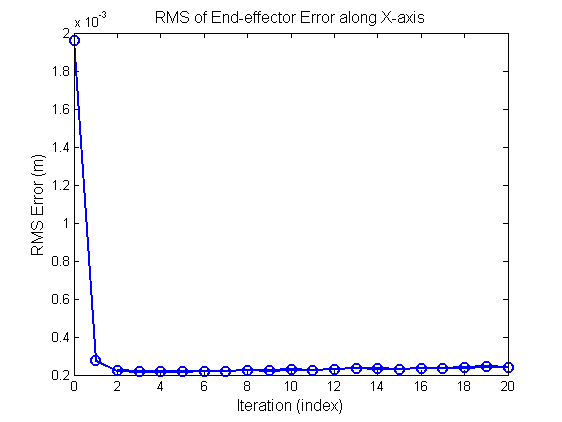 RMS of End-effector Error along X-axis
x 10^-3
2
1.8
1.6
1.4
1.2
1
0.8
0.6
0.4
0.2
RMS Error (m)
0 2 4 6 8 10 12 14 16 18 20
Iteration (index)